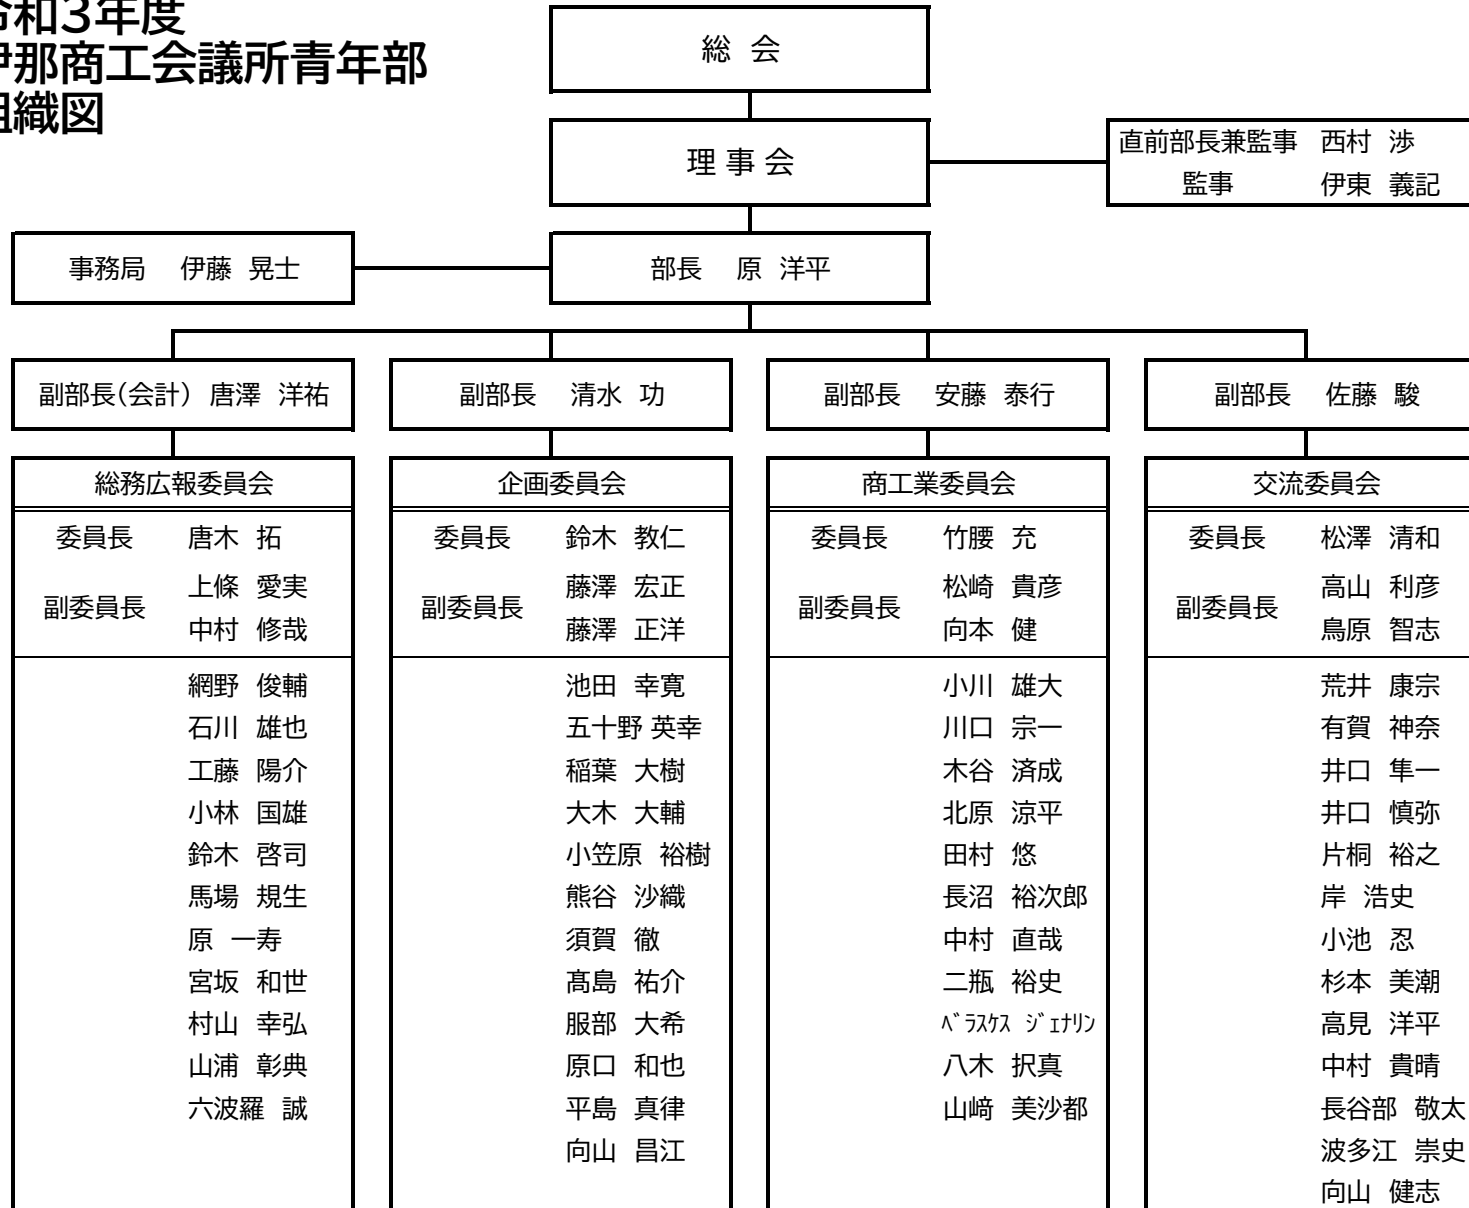 令和3年度
伊那商工会議所青年部
組織図
総 会
理 事 会
直前部長兼監事 西村 渉
監事 伊東 義記
事務局 伊藤 晃士
部長 原 洋平
副部長(会計) 唐澤 洋祐
副部長 清水 功
副部長 安藤 泰行
副部長 佐藤 駿
総務広報委員会
委員長 唐木 拓
副委員長
上條 愛実
中村 修哉
網野 俊輔
石川 雄也
工藤 陽介
小林 国雄
鈴木 啓司
馬場 規生
原 一寿
宮坂 和世
村山 幸弘
山浦 彰典
六波羅 誠
企画委員会
委員長 鈴木 教仁
副委員長
藤澤 宏正
藤澤 正洋
池田 幸寛
五十野 英幸
稲葉 大樹
大木 大輔
小笠原 裕樹
熊谷 沙織
須賀 徹
髙島 祐介
服部 大希
原口 和也
平島 真律
向山 昌江
商工業委員会
委員長 竹腰 充
副委員長
松崎 貴彦
向本 健
小川 雄大
川口 宗一
木谷 済成
北原 涼平
田村 悠
長沼 裕次郎
中村 直哉
二瓶 裕史
ﾍﾞﾗｽｹｽ ｼﾞｪﾅﾘﾝ
八木 択真
山﨑 美沙都
交流委員会
委員長 松澤 清和
副委員長
高山 利彦
鳥原 智志
荒井 康宗
有賀 神奈
井口 隼一
井口 慎弥
片桐 裕之
岸 浩史
小池 忍
杉本 美潮
高見 洋平
中村 貴晴
長谷部 敬太
波多江 崇史
向山 健志